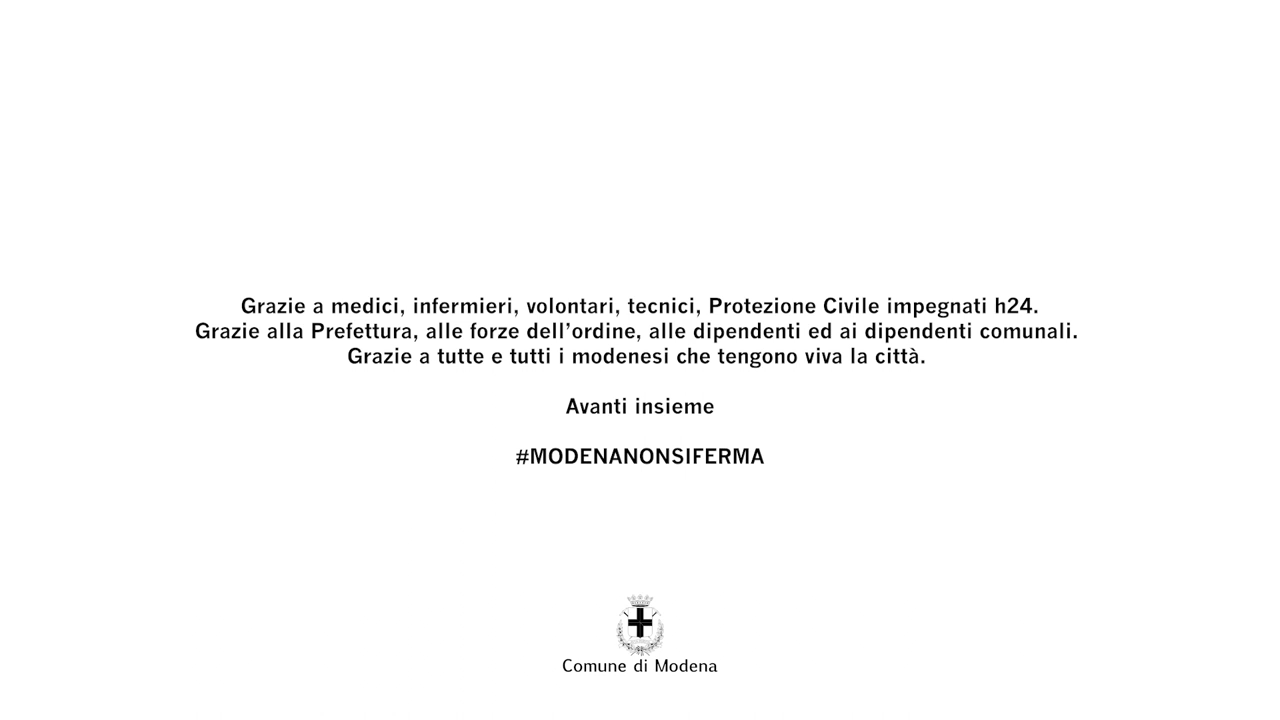 Grazie a medici, infermieri, volontari, tecnici, Protezione Civile impegnati h24.
Grazie alla Prefettura, alle forze dell’ordine, alle dipendenti ed ai dipendenti comunali.
Grazie a tutte e tutti i modenesi che tengono viva la città.
Avanti insieme
#MODENANONSIFERMA
Comune di Modena